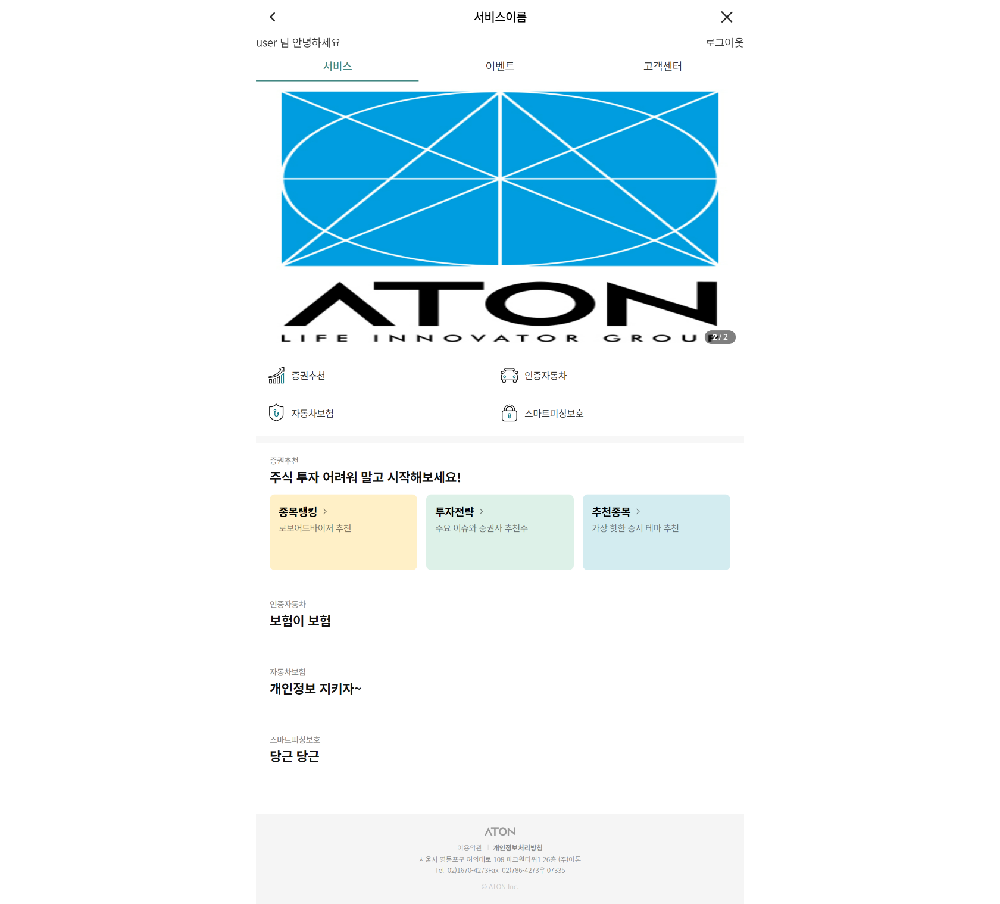 서비스이름
user 님 안녕하세요 로그아웃
서비스 이벤트 고객센터
ATON
LIFE INNOVATOR GROUP
2 / 2
증권추천 인증자동차
자동차보험 스마트피싱보호
증권추천
주식 투자 어려워 말고 시작해보세요!
종목랭킹 투자전략 추천종목
로보어드바이저 추천 주요 이슈와 증권사 추천주 가장 핫한 증시 테마 추천
인증자동차
보험이 보험
자동차보험
개인정보 지키자~
스마트피싱보호
당근 당근
ATON
이용약관 | 개인정보처리방침
서울시 영등포구 여의대로 108 파크원타워1 26층 (주)아톤
Tel. 02)1670-4273Fax. 02)786-4273우.07335
© ATON Inc.